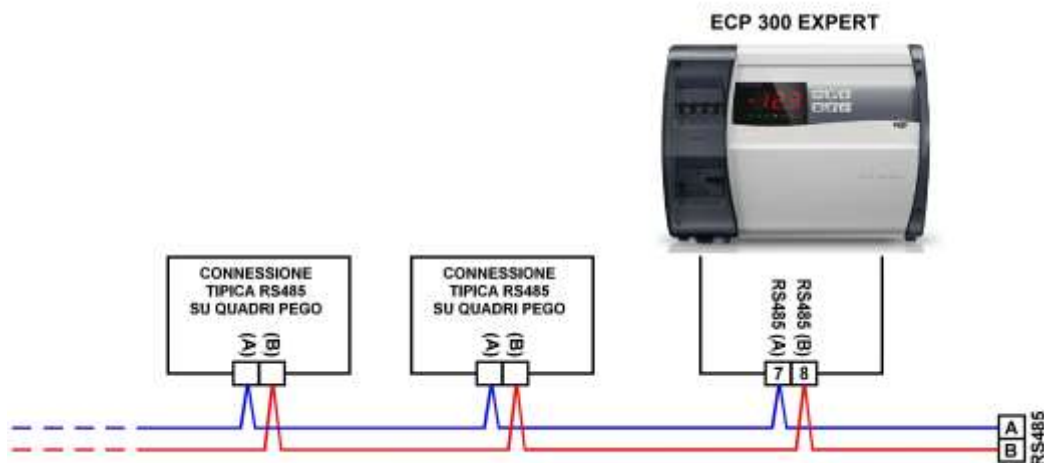 ECP 300 EXPERT
CONNESSIONE
TIPICA RS485
SU QUADRI PEGO
(A)
(B)
CONNESSIONE
TIPICA RS485
SU QUADRI PEGO
(A)
(B)
RS485 (A)
RS485 (B)
7
8
A
B
RS485